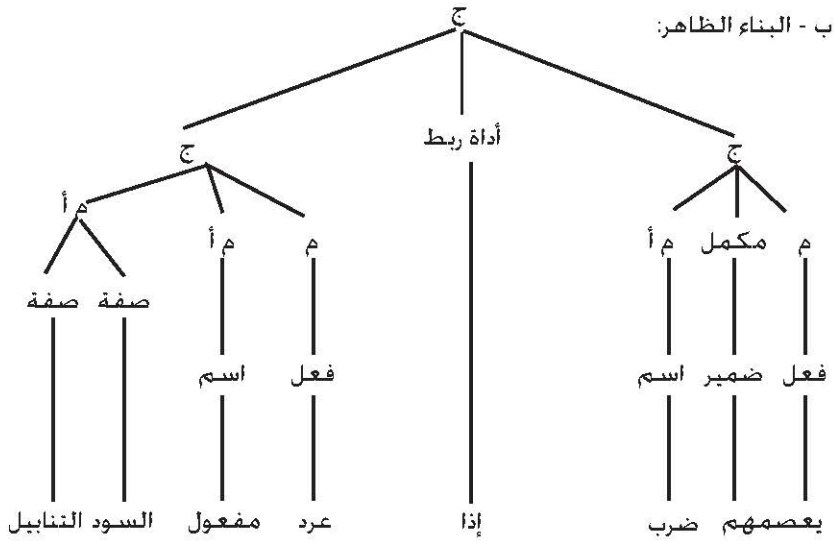 ب - البناء الظاهر:
ج
ج أداة ربط ج
م مكمل م أ م م أ م أ
صفة صفة
فعل ضمير اسم فعل اسم
يعصمهم ضرب إذا عرد مفعول السود التنابيل